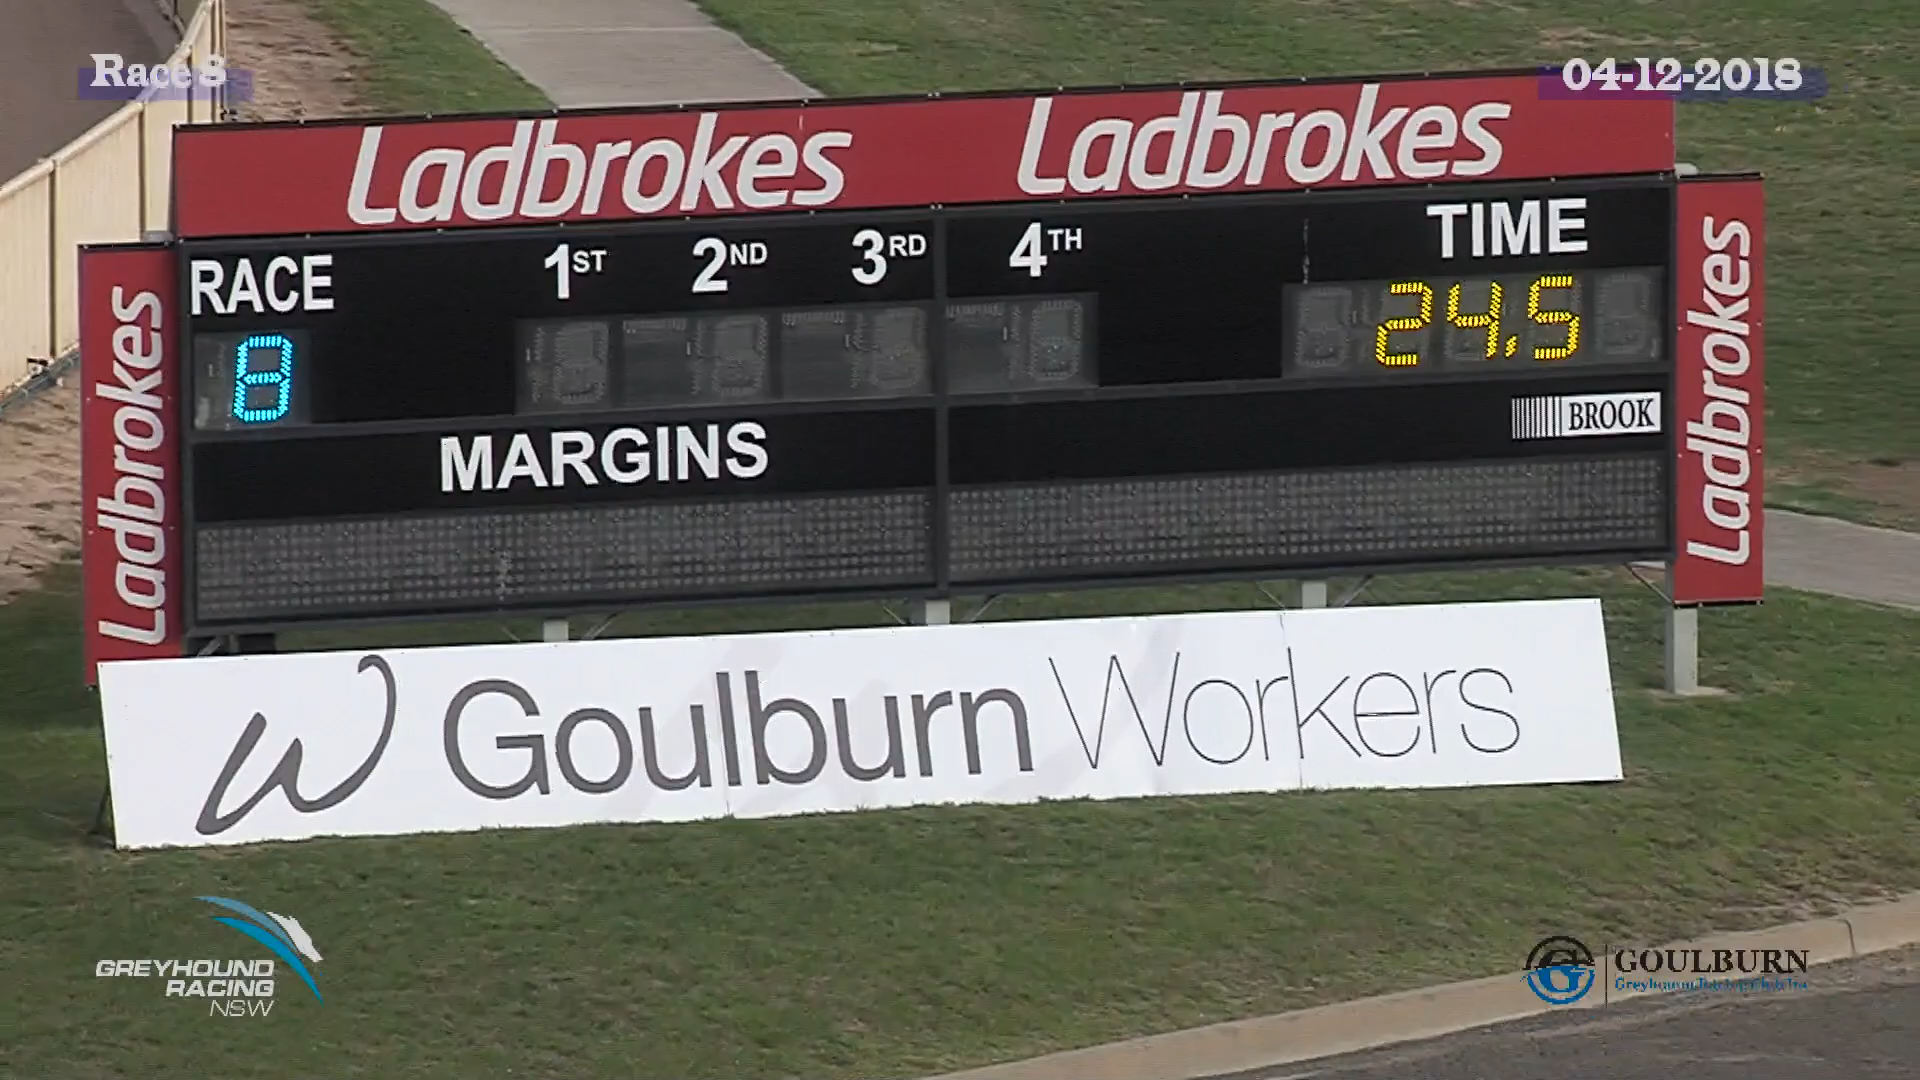 Race 8
04-12-2018
Ladbrokes Ladbrokes
RACE 1ST 2ND 3RD 4TH TIME
8 24.5
Ladbrokes
Ladbrokes
MARGINS
BROOK
W Goulburn Workers
GREYHOUND
RACING
NSW
GOULBURN